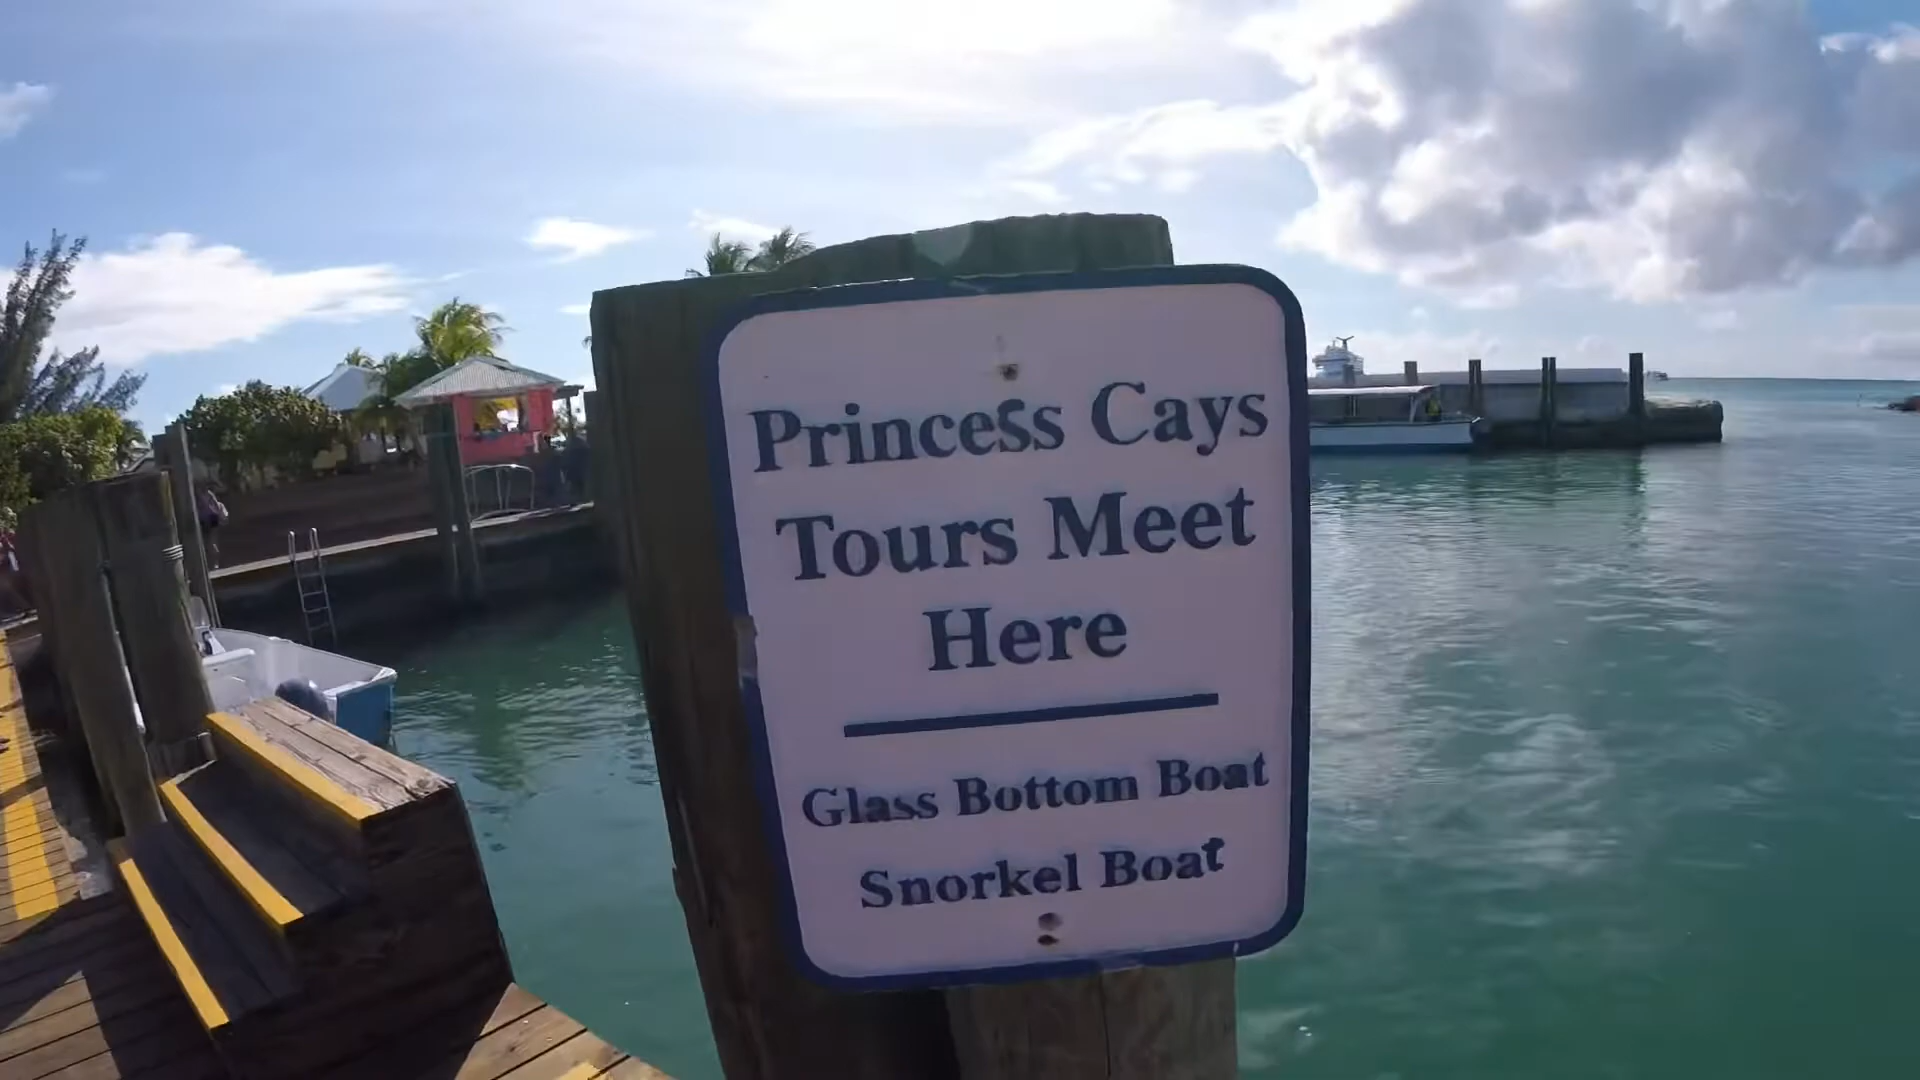 Princess Cays
Tours Meet
Here
Glass Bottom Boat
Snorkel Boat